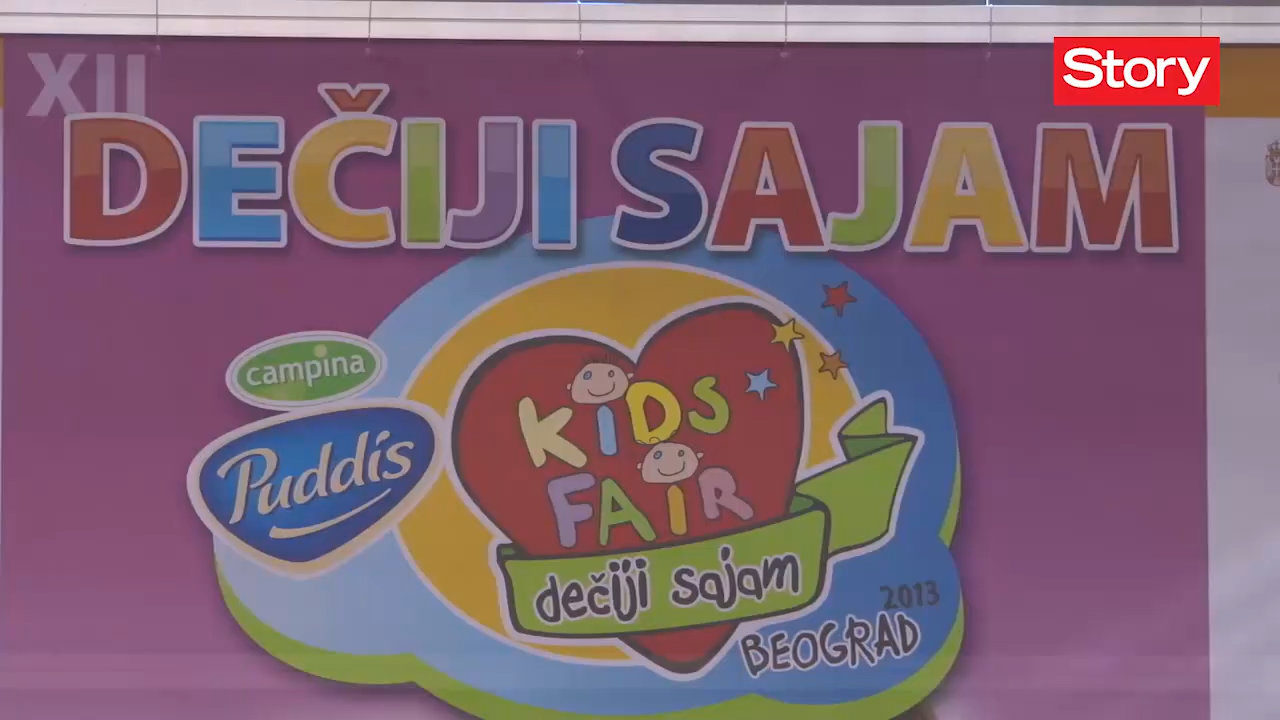 Story
XII
DEČIJI SAJAM
campina
Puddis
KIDS
FAIR
dečiji sajam
2013
BEOGRAD